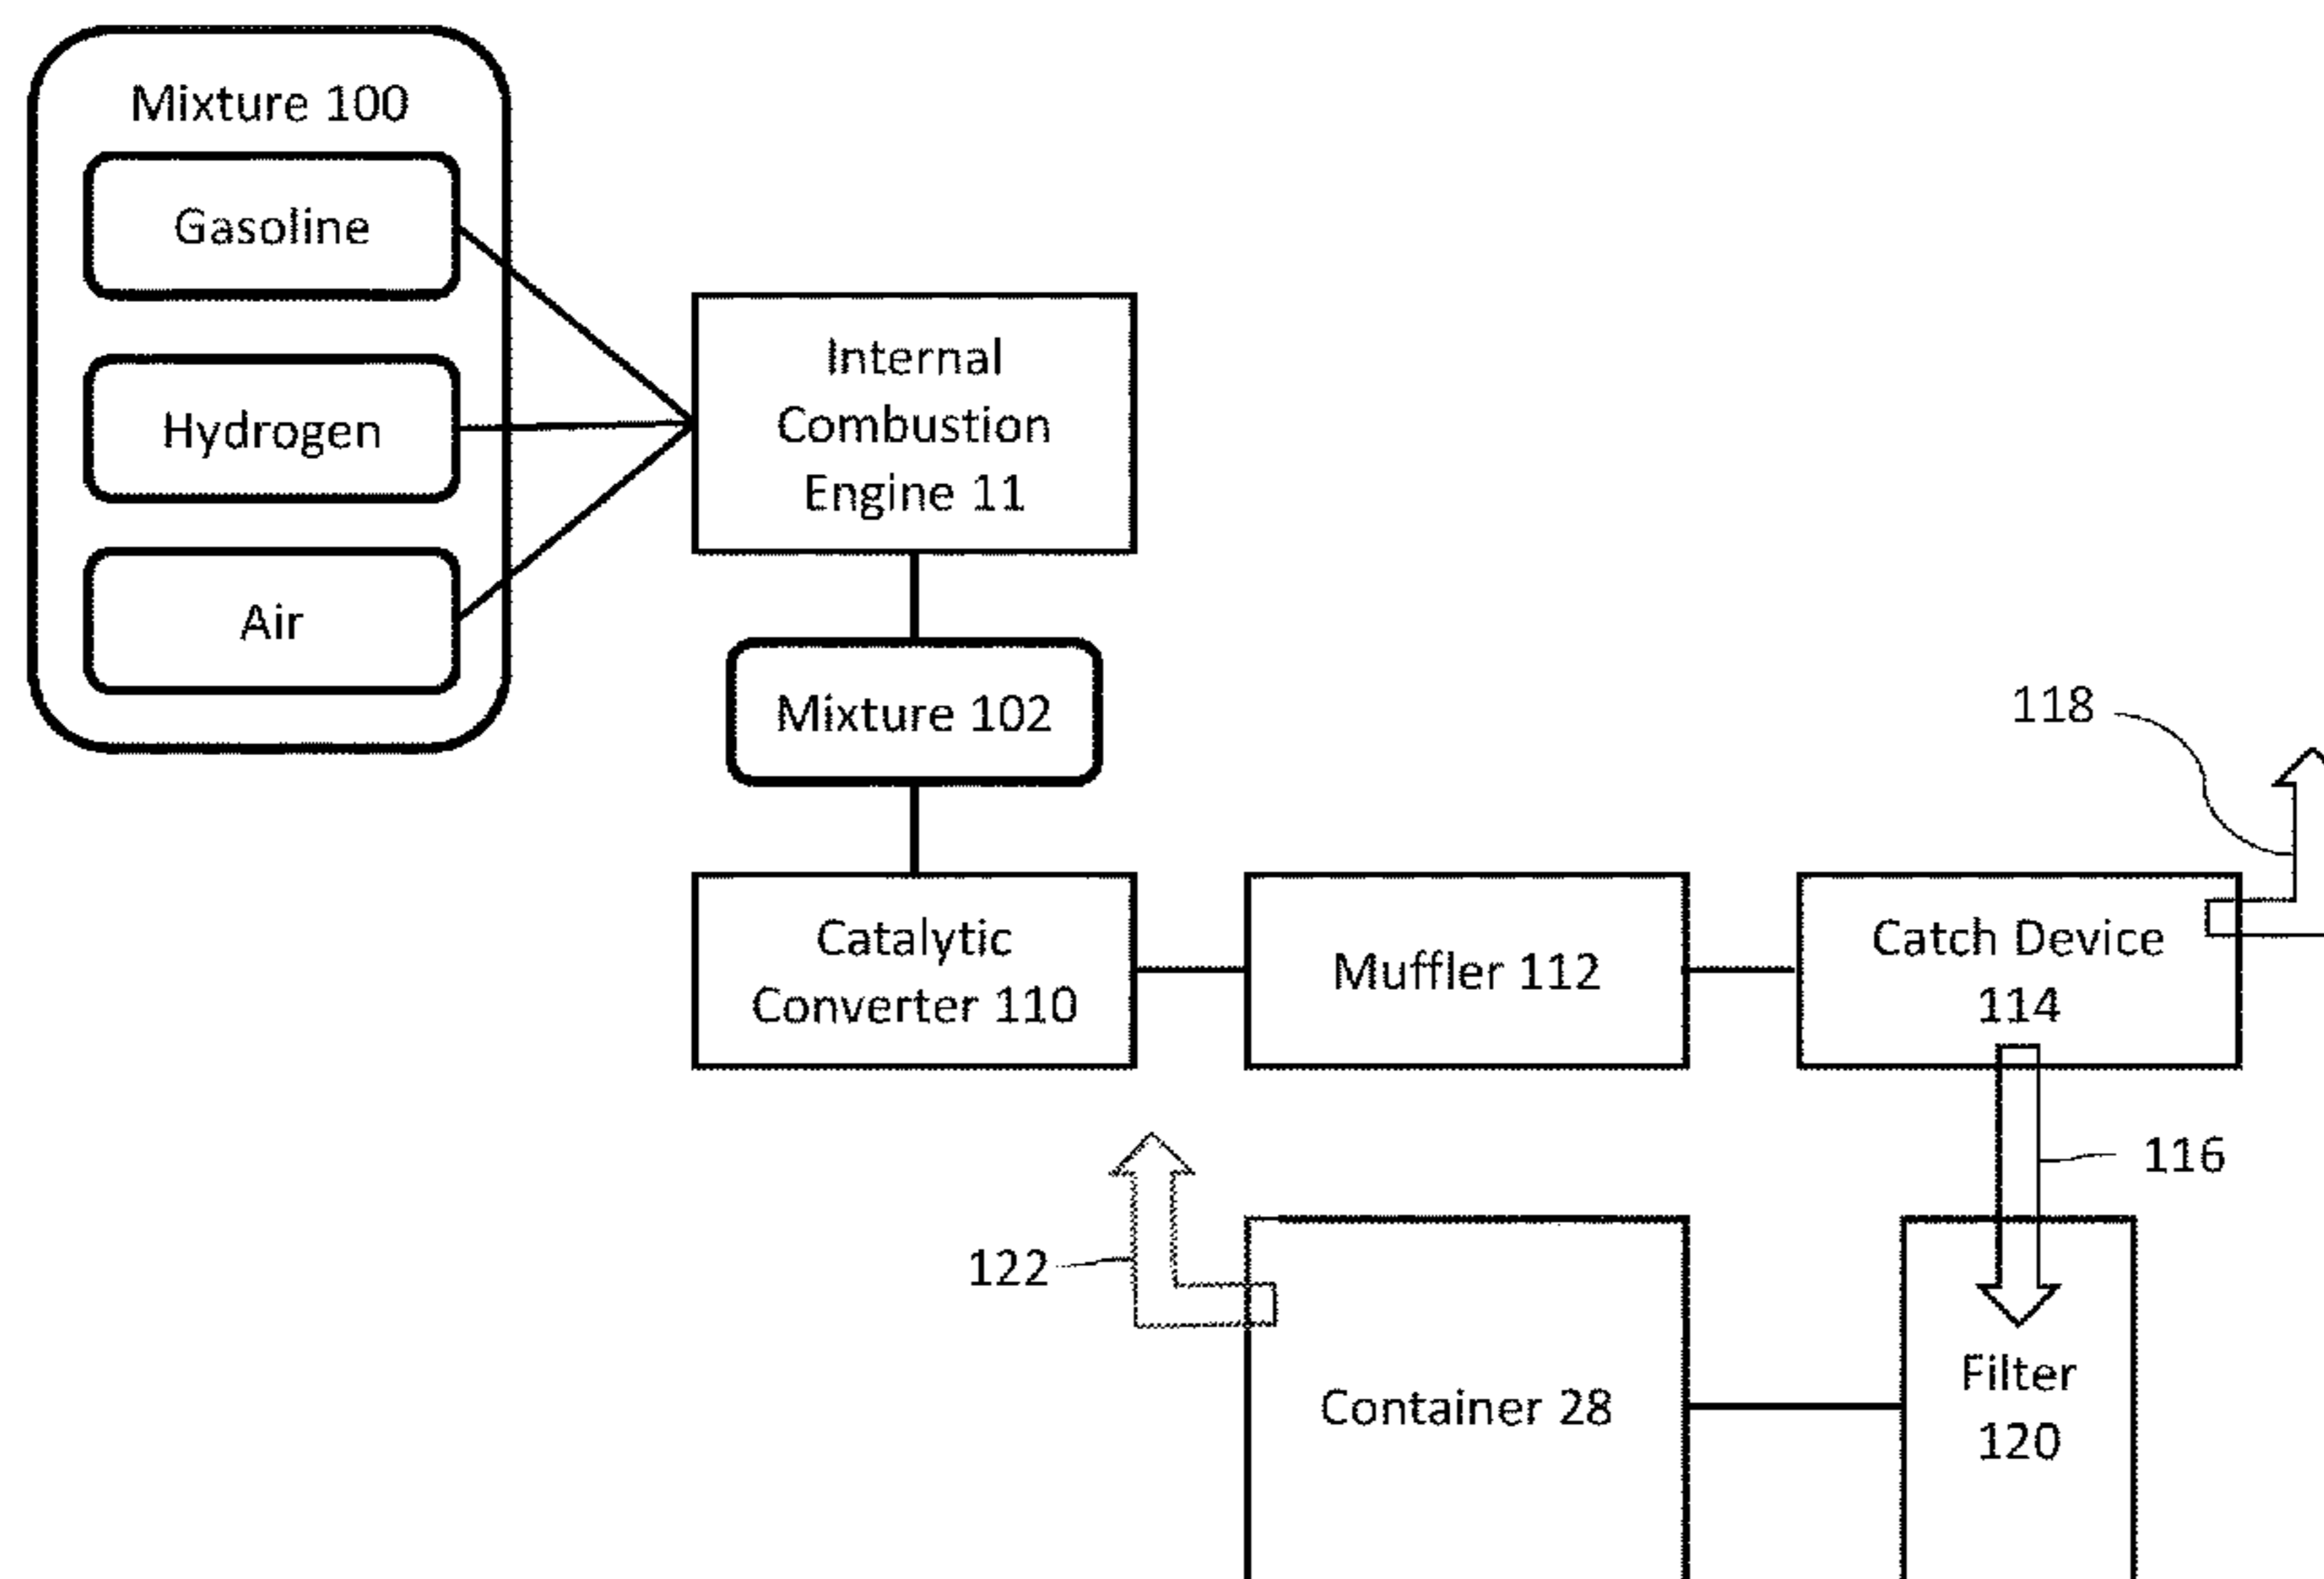 Mixture 100
Gasoline
Hydrogen
Air
Internal
Combustion
Engine 11
Mixture 102
118
Catalytic
Converter 110
Muffler 112
Catch Device
114
116
122
Container 28
Filter
120